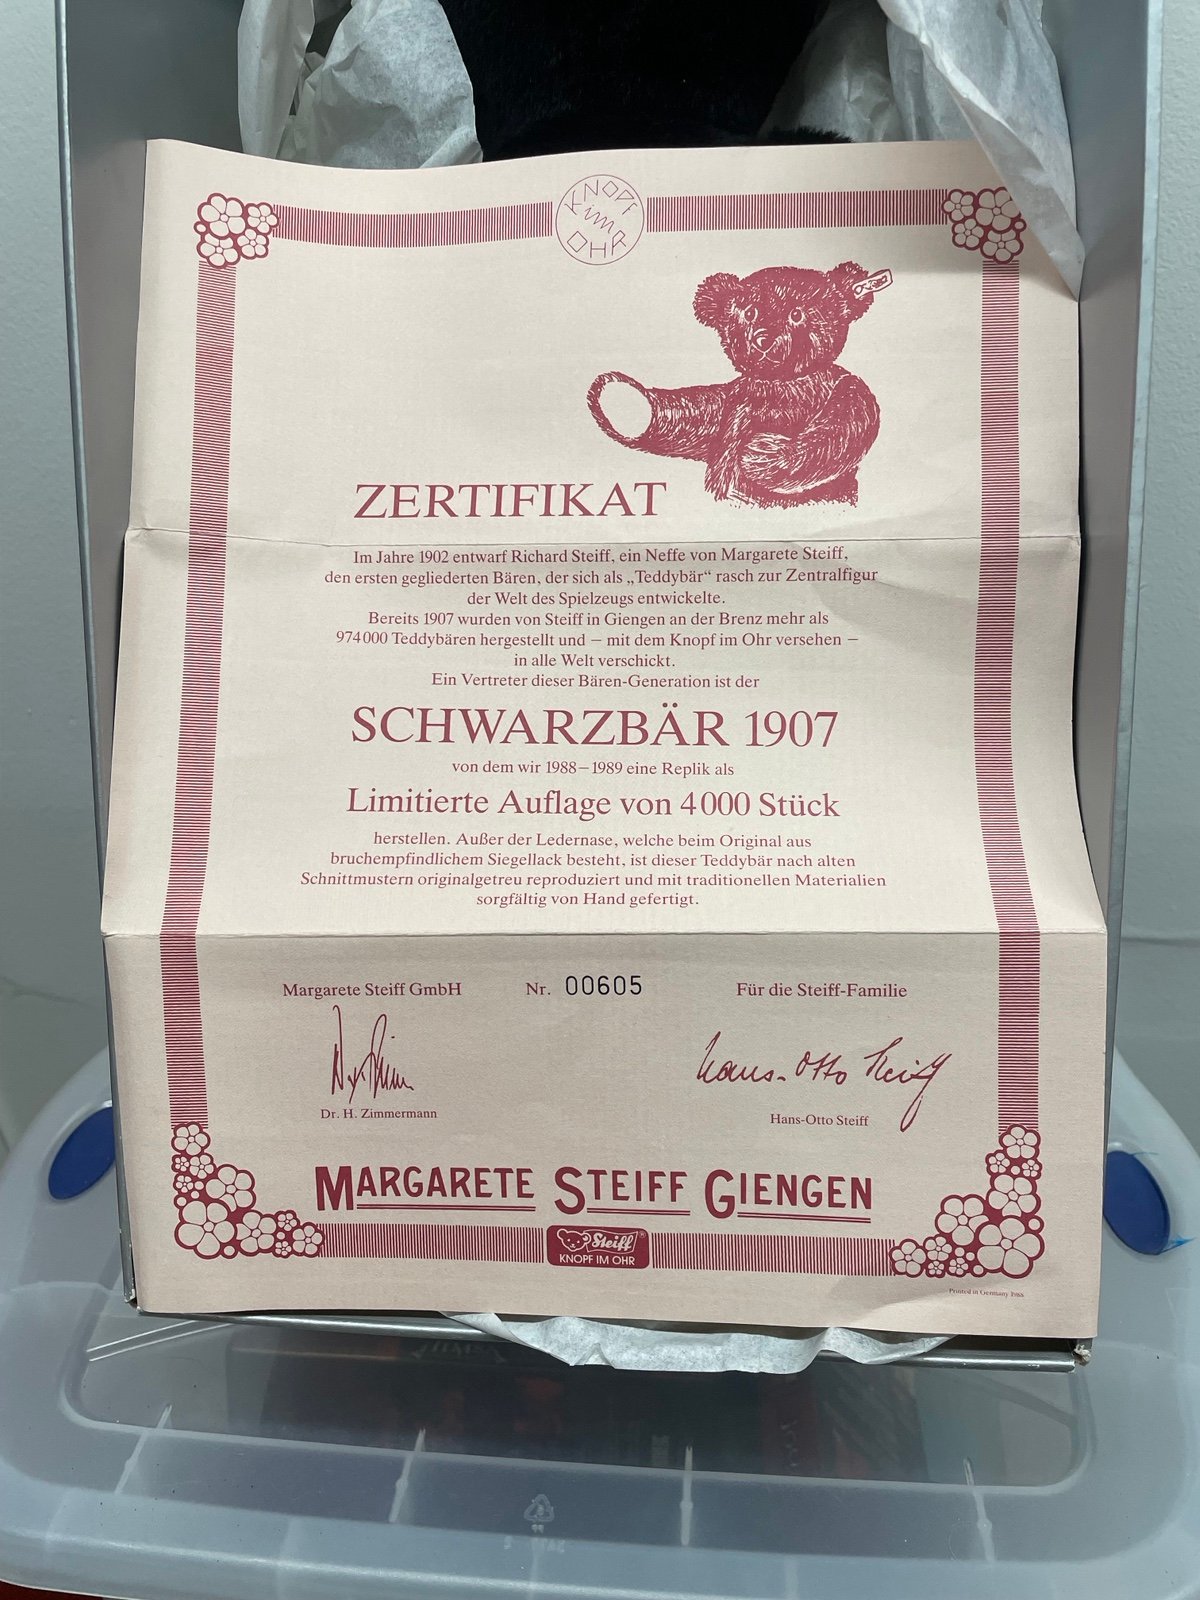 KNOPF
im
OHR
ZERTIFIKAT
Im Jahre 1902 entwarf Richard Steiff, ein Neffe von Margarete Steiff,
den ersten gegliederten Bären, der sich als „Teddybär“ rasch zur Zentralfigur
der Welt des Spielzeugs entwickelte.
Bereits 1907 wurden von Steiff in Giengen an der Brenz mehr als
974000 Teddybären hergestellt und – mit dem Knopf im Ohr versehen –
in alle Welt verschickt.
Ein Vertreter dieser Bären-Generation ist der
SCHWARZBÄR 1907
von dem wir 1988–1989 eine Replik als
Limitierte Auflage von 4000 Stück
herstellen. Außer der Ledernase, welche beim Original aus
bruchempfindlichem Siegellack besteht, ist dieser Teddybär nach alten
Schnittmustern originalgetreu reproduziert und mit traditionellen Materialien
sorgfältig von Hand gefertigt.
Margarete Steiff GmbH Nr. 00605 Für die Steiff-Familie
Hans-Otto Steiff
Dr. H. Zimmermann Hans-Otto Steiff
MARGARETE STEIFF GIENGEN
Steiff®
KNOPF IM OHR
Printed in Germany 1988